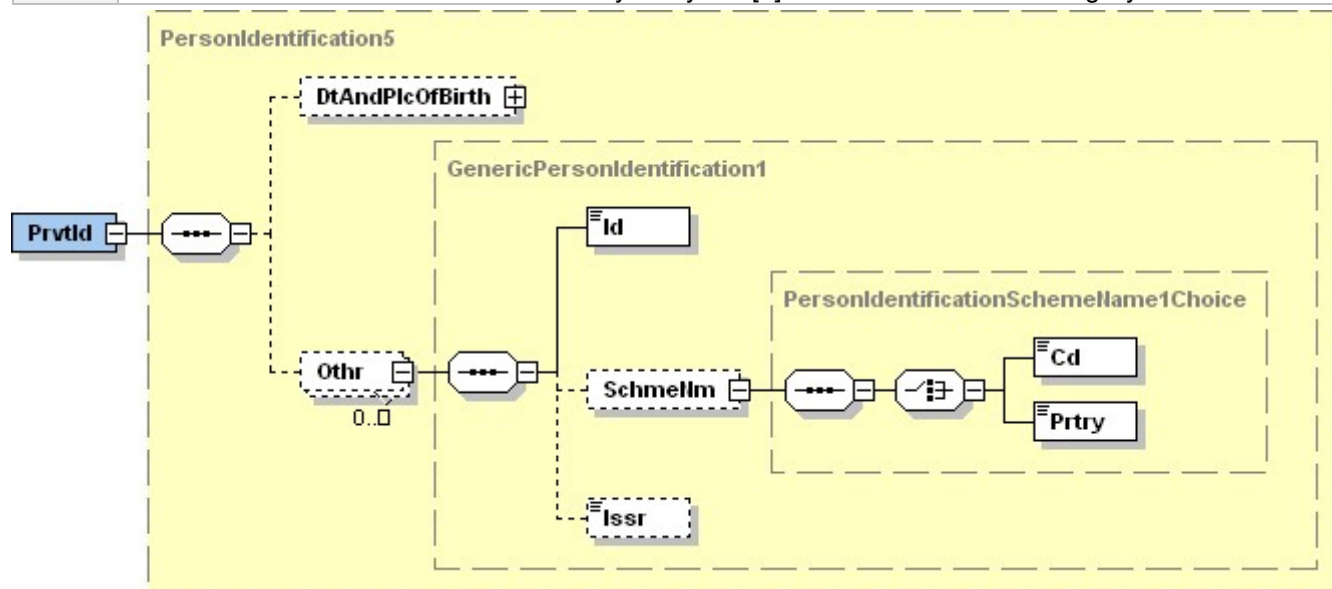 PersonIdentification5
DtAndPlcOfBirth
GenericPersonIdentification1
PrvtId
Id
PersonIdentificationSchemeName1Choice
Cd
Othr
SchmeNm
0..
Prtry
Issr